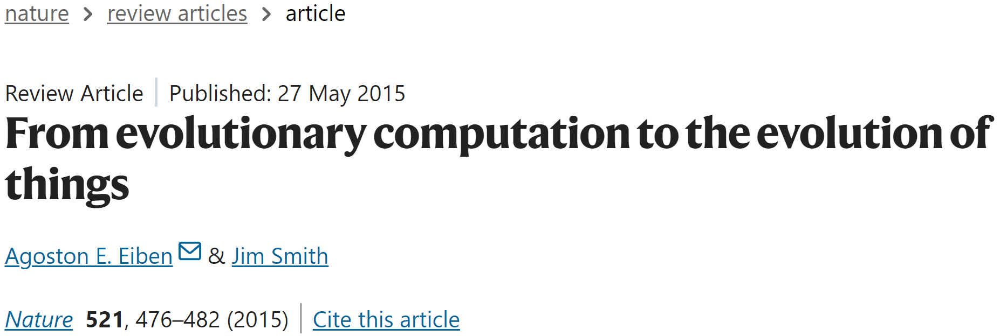 nature > review articles > article
Review Article | Published: 27 May 2015
From evolutionary computation to the evolution of
things
Agoston E. Eiben & Jim Smith
Nature 521, 476–482 (2015) | Cite this article